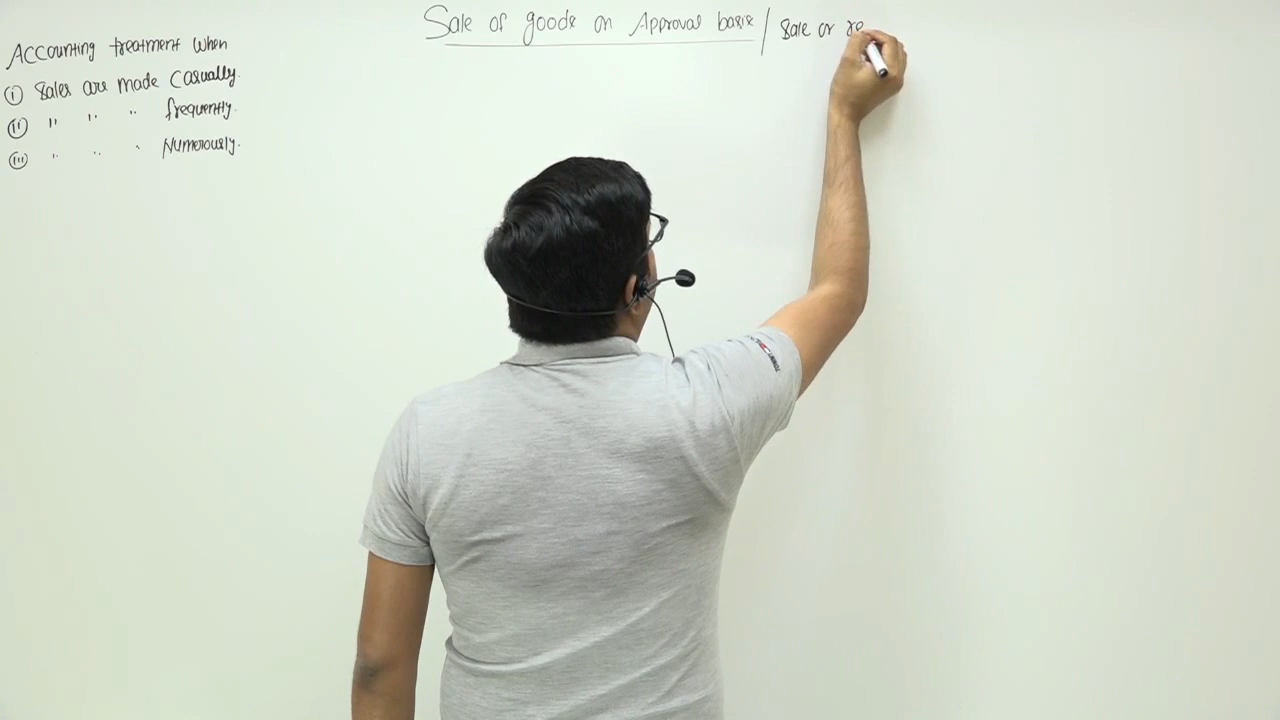 Sale of goods on Approval basis / Sale or re
Accounting treatment when
(i) Sales are made casually.
(ii) " " " frequently.
(iii) " " " Numerously.